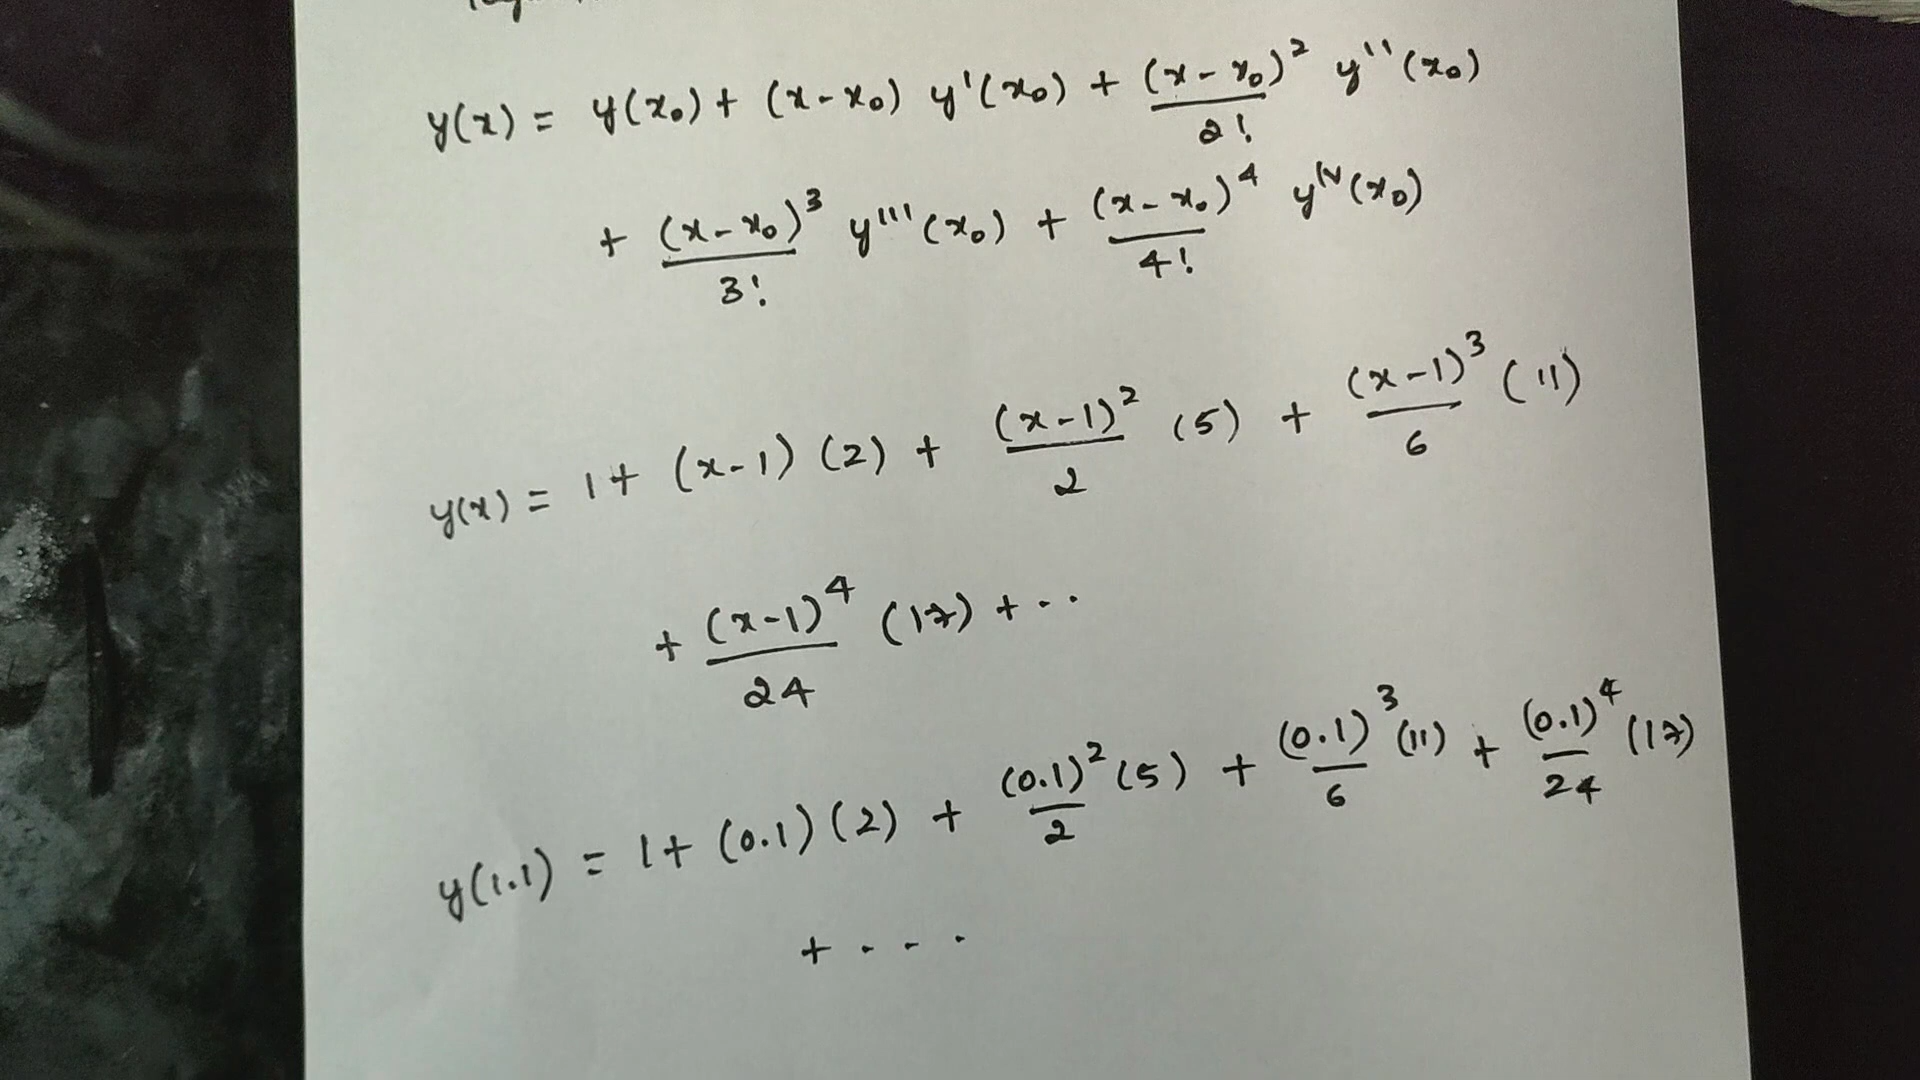 y(x) = y(x₀) + (x-x₀) y'(x₀) + (x-x₀)²/2! y''(x₀)
+ (x-x₀)³/3! y'''(x₀) + (x-x₀)⁴/4! yᴵⱽ(x₀)
y(x) = 1 + (x-1) (2) + (x-1)²/2 (5) + (x-1)³/6 (11)
+ (x-1)⁴/24 (17) + ..
y(1.1) = 1 + (0.1) (2) + (0.1)²/2 (5) + (0.1)³/6 (11) + (0.1)⁴/24 (17)
+ . . . .